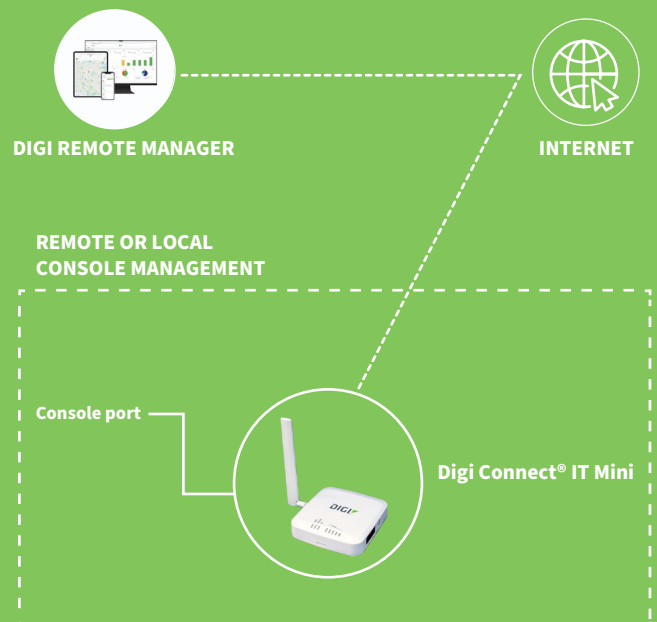 DIGI REMOTE MANAGER
INTERNET
REMOTE OR LOCAL
CONSOLE MANAGEMENT
Console port
Digi Connect® IT Mini
DIGI